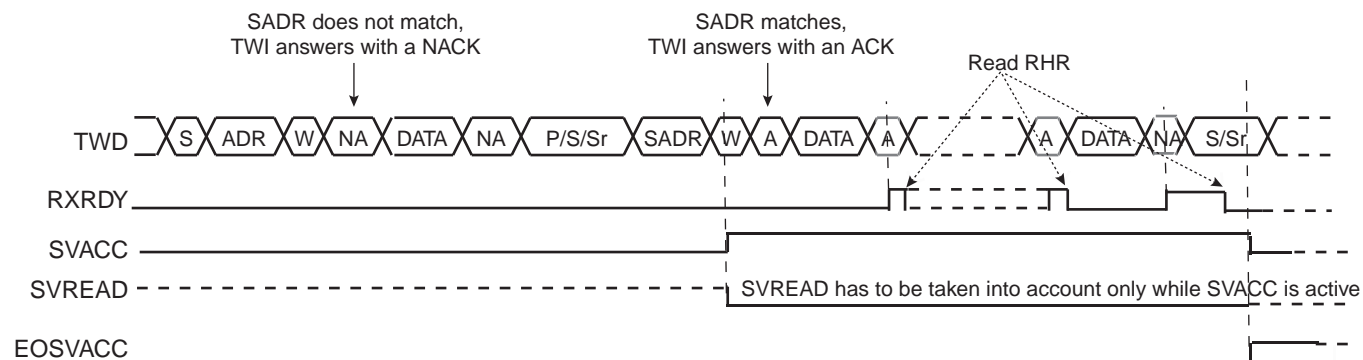 SADR does not match,
TWI answers with a NACK
SADR matches,
TWI answers with an ACK
Read RHR
TWD S ADR W NA DATA NA P/S/Sr SADR W A DATA A A DATA NA S/Sr
RXRDY
SVACC
SVREAD SVREAD has to be taken into account only while SVACC is active
EOSVACC